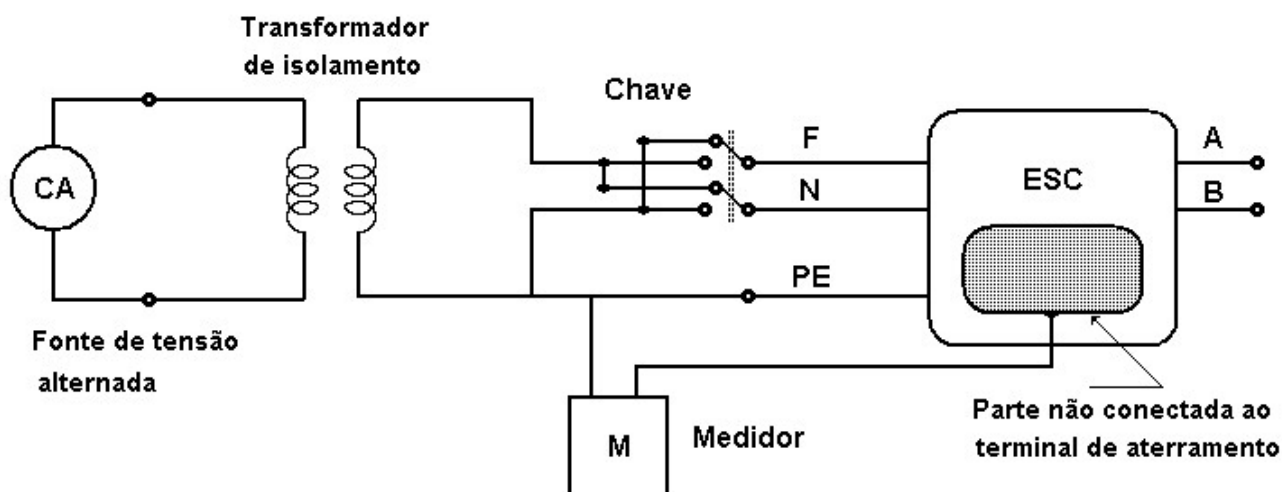 Transformador
de isolamento
Chave
F
A
CA
ESC
N
B
PE
Fonte de tensão
alternada
M
Medidor
Parte não conectada ao
terminal de aterramento